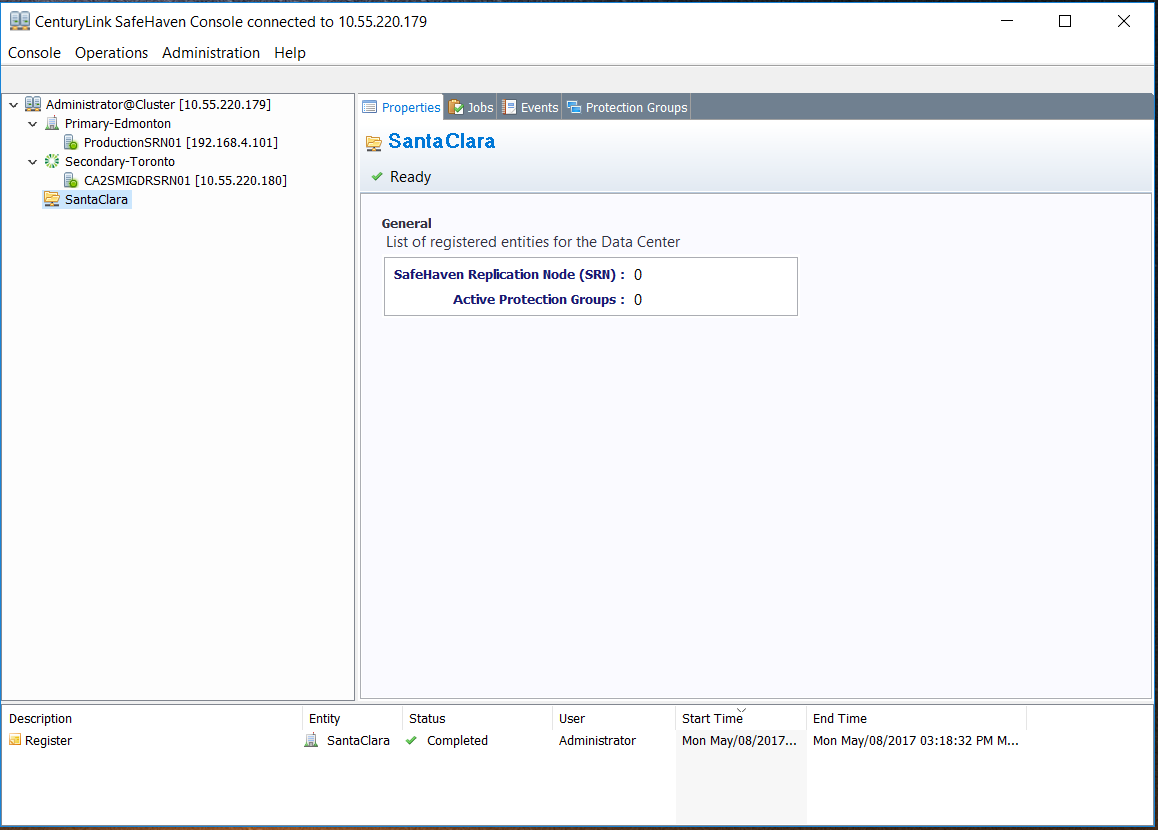 CenturyLink SafeHaven Console connected to 10.55.220.179
Console Operations Administration Help
Administrator@Cluster [10.55.220.179]
Primary-Edmonton
ProductionSRN01 [192.168.4.101]
Secondary-Toronto
CA2SMIGDRSRN01 [10.55.220.180]
SantaClara
Properties Jobs Events Protection Groups
SantaClara
Ready
General
List of registered entities for the Data Center
SafeHaven Replication Node (SRN) : 0
Active Protection Groups : 0
Description Entity Status User Start Time End Time
Register SantaClara Completed Administrator Mon May/08/2017... Mon May/08/2017 03:18:32 PM M...